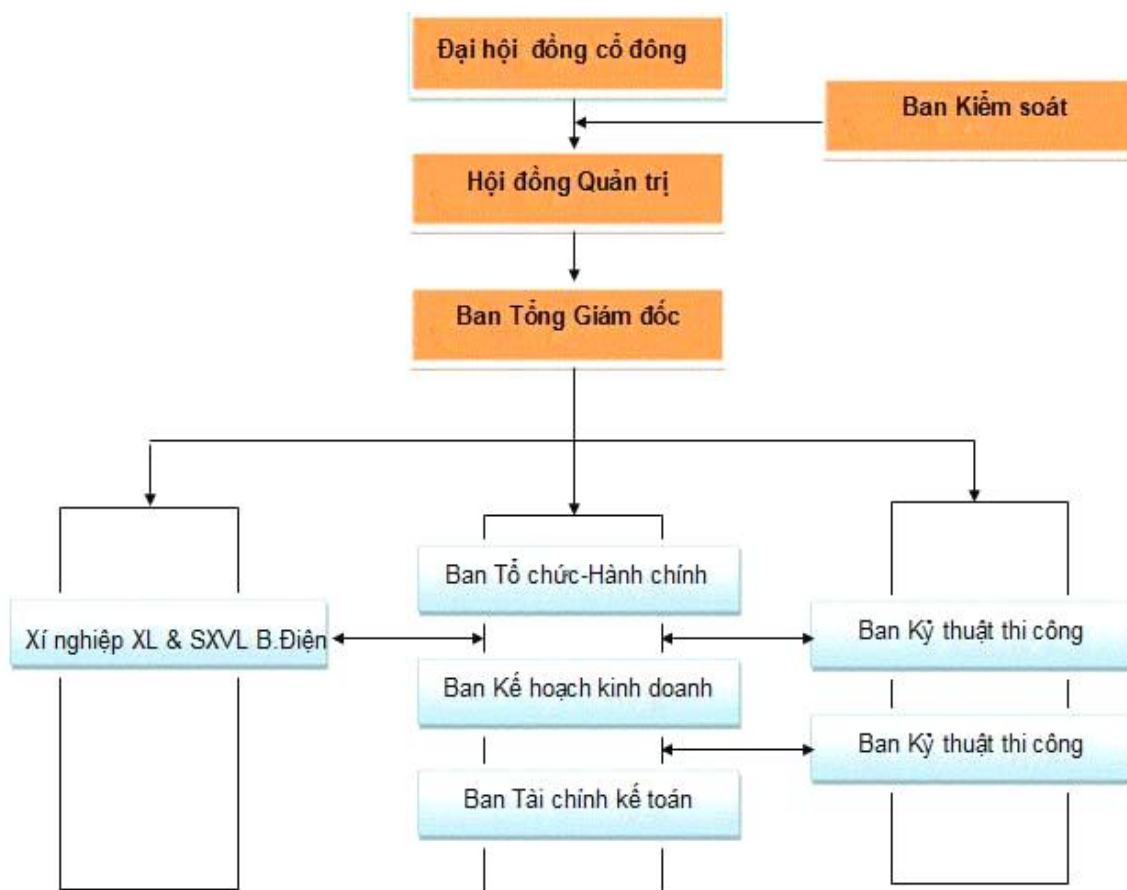 Đại hội đồng cổ đông
Ban Kiểm soát
Hội đồng Quản trị
Ban Tổng Giám đốc
Ban Tổ chức-Hành chính
Xí nghiệp XL & SXVL B.Điện
Ban Kỹ thuật thi công
Ban Kế hoạch kinh doanh
Ban Kỹ thuật thi công
Ban Tài chính kế toán